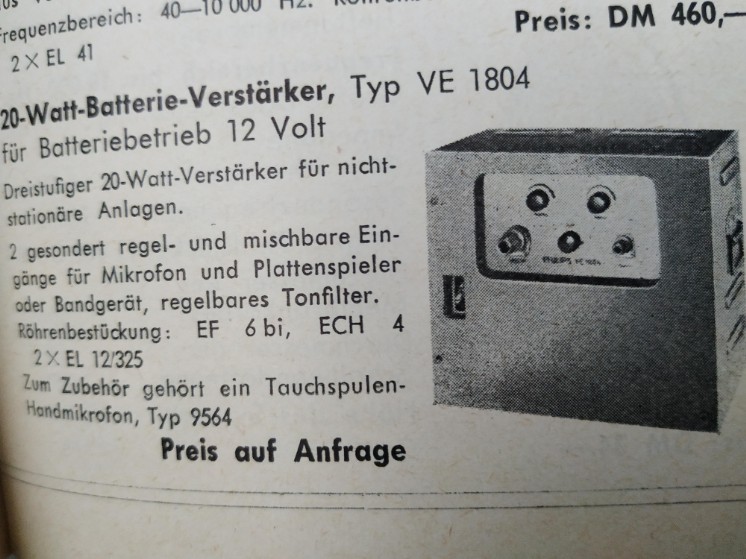 Frequenzbereich: 40—10 000 Hz.
Preis: DM 460,—
2 × EL 41
20-Watt-Batterie-Verstärker, Typ VE 1804
für Batteriebetrieb 12 Volt
Dreistufiger 20-Watt-Verstärker für nicht-
stationäre Anlagen.
2 gesondert regel- und mischbare Ein-
gänge für Mikrofon und Plattenspieler
oder Bandgerät, regelbares Tonfilter.
Röhrenbestückung: EF 6 bi, ECH 4
2 × EL 12/325
Zum Zubehör gehört ein Tauchspulen-
Handmikrofon, Typ 9564
Preis auf Anfrage
PHILIPS VE 1804